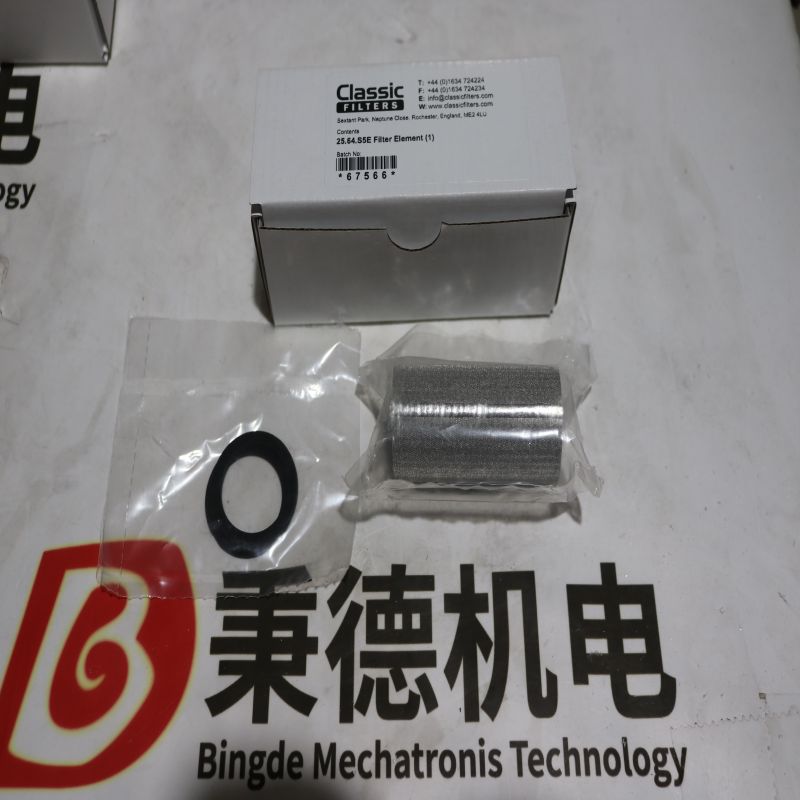 Classic
FILTERS
T: +44 (0)1634 724224
F: +44 (0)1634 724234
E: info@classicfilters.com
W: www.classicfilters.com
Sextant Park, Neptune Close, Rochester, England, ME2 4LU
Contents
25.64.S5E Filter Element (1)
Batch No:
*67566*
电
ogy
秉德机电
Bingde Mechatronis Technology